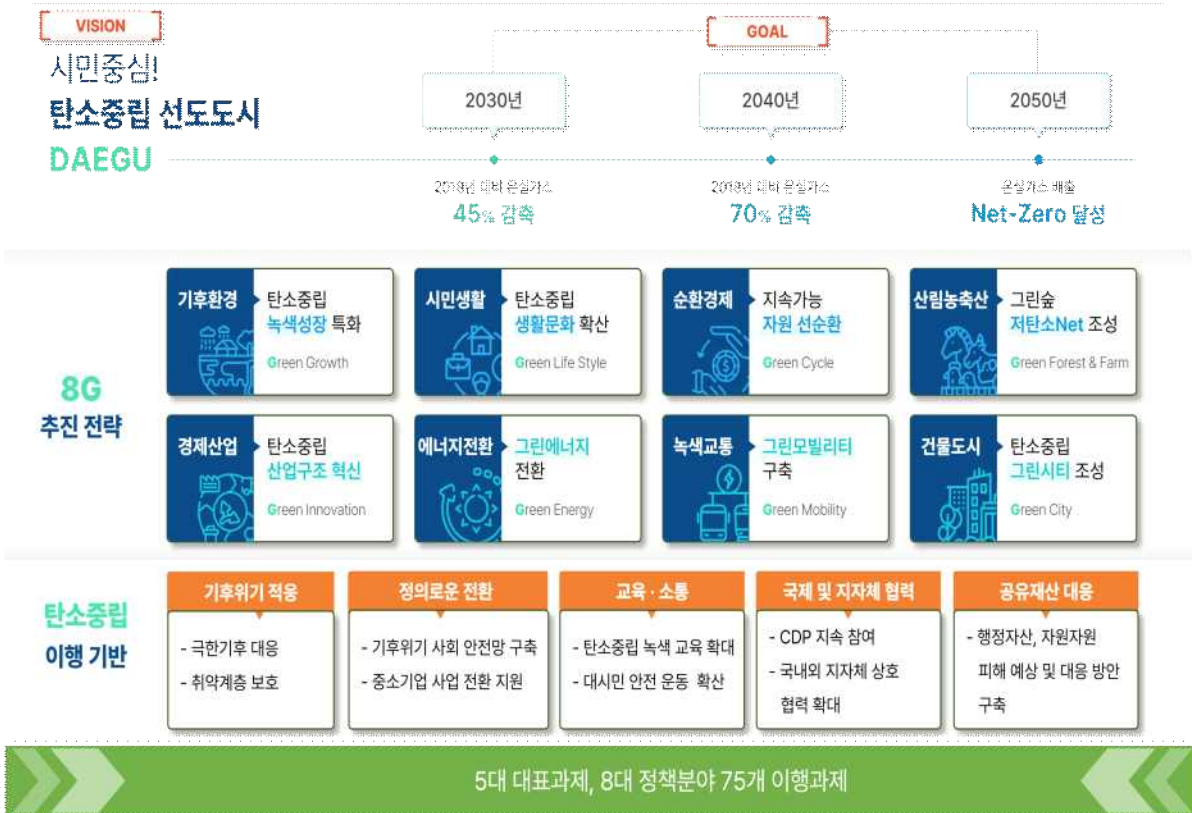 VISION
시민중심!
탄소중립 선도도시
DAEGU
GOAL
2030년
2040년
2050년
2018년 대비 온실가스
45% 감축
2018년 대비 온실가스
70% 감축
온실가스 배출
Net-Zero 달성
8G
추진 전략
기후환경
탄소중립
녹색성장 특화
Green Growth
시민생활
탄소중립
생활문화 확산
Green Life Style
순환경제
지속가능
자원 선순환
Green Cycle
산림농축산
그린숲
저탄소Net 조성
Green Forest & Farm
경제산업
탄소중립
산업구조 혁신
Green Innovation
에너지전환
그린에너지
전환
Green Energy
녹색교통
그린모빌리티
구축
Green Mobility
건물도시
탄소중립
그린시티 조성
Green City
탄소중립
이행 기반
기후위기 적응
- 극한기후 대응
- 취약계층 보호
정의로운 전환
- 기후위기 사회 안전망 구축
- 중소기업 사업 전환 지원
교육 · 소통
- 탄소중립 녹색 교육 확대
- 대시민 안전 운동 확산
국제 및 지자체 협력
- CDP 지속 참여
- 국내외 지자체 상호
협력 확대
공유재산 대응
- 행정자산, 자원자원
피해 예상 및 대응 방안
구축
5대 대표과제, 8대 정책분야 75개 이행과제